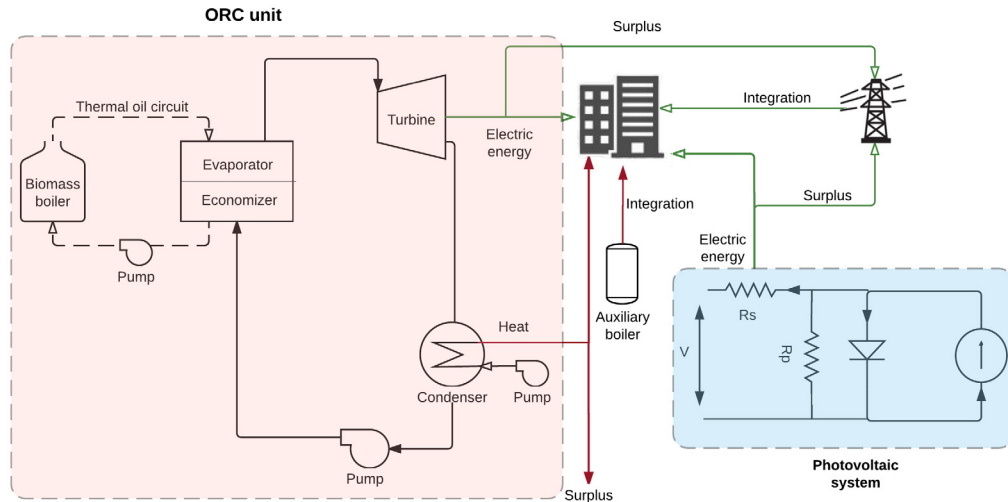 ORC unit
Surplus
Thermal oil circuit
Turbine
Integration
Electric
energy
Evaporator
Biomass
boiler
Economizer
Surplus
Integration
Electric
energy
Pump
Heat
Auxiliary
boiler
Rs
V
Rp
Condenser
Pump
Pump
Surplus
Photovoltaic
system